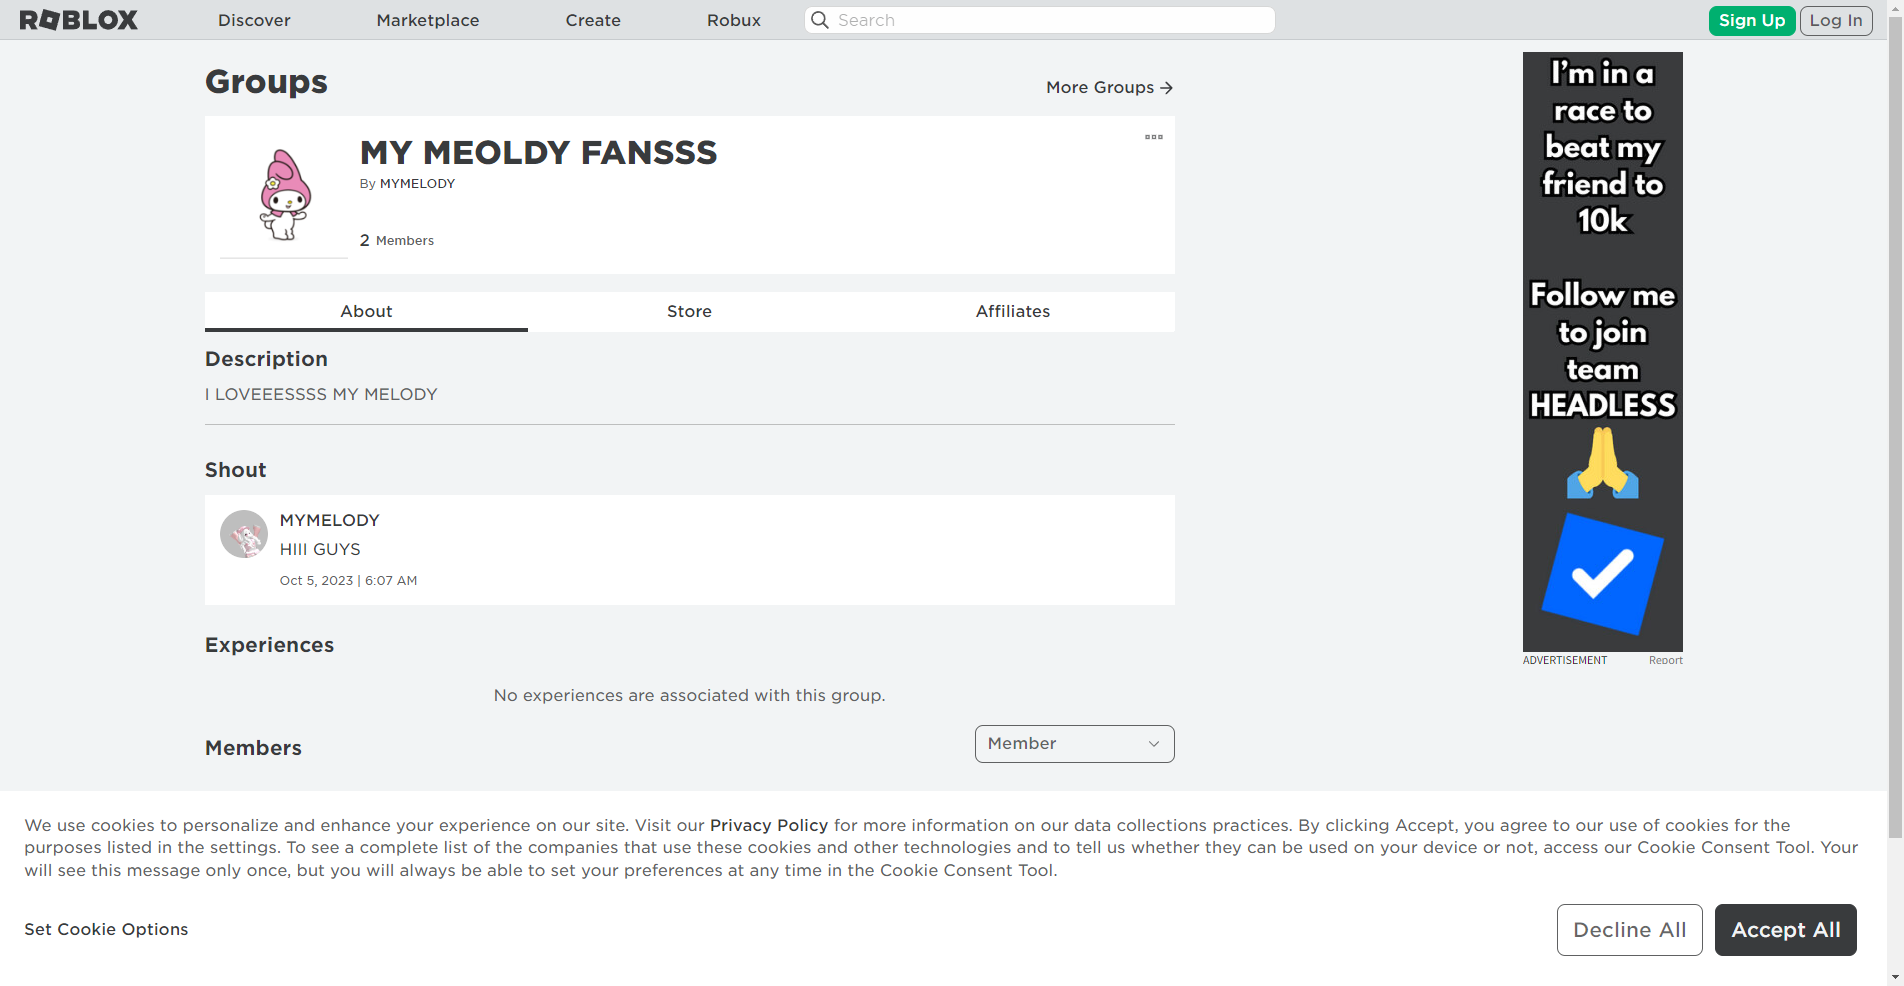 ROBLOX
Discover
Marketplace
Create
Robux
Search
Sign Up
Log In
Groups
More Groups →
MY MEOLDY FANSSS
By MYMELODY
2 Members
About
Store
Affiliates
Description
I LOVEEESSSS MY MELODY
Shout
MYMELODY
HIII GUYS
Oct 5, 2023 | 6:07 AM
Experiences
No experiences are associated with this group.
Members
Member
I'm in a
race to
beat my
friend to
10k
Follow me
to join
team
HEADLESS
ADVERTISEMENT
Report
We use cookies to personalize and enhance your experience on our site. Visit our Privacy Policy for more information on our data collections practices. By clicking Accept, you agree to our use of cookies for the
purposes listed in the settings. To see a complete list of the companies that use these cookies and other technologies and to tell us whether they can be used on your device or not, access our Cookie Consent Tool. Your
will see this message only once, but you will always be able to set your preferences at any time in the Cookie Consent Tool.
Set Cookie Options
Decline All
Accept All